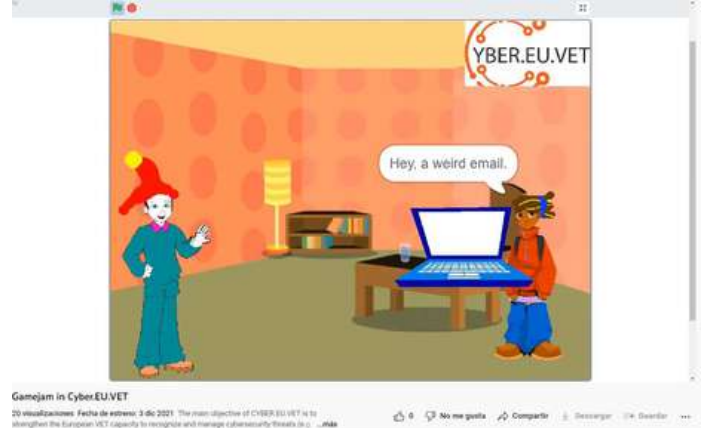 YBER.EU.VET
Hey, a weird email.
Gamejam in Cyber.EU.VET
20 visualizaciones Fecha de estreno: 3 dic 2021 The main objective of CYBER.EU.VET is to
strengthen the European VET capacity to recognize and manage cybersecurity threats (e.g. ...más
0 No me gusta Compartir Descargar Guardar ...